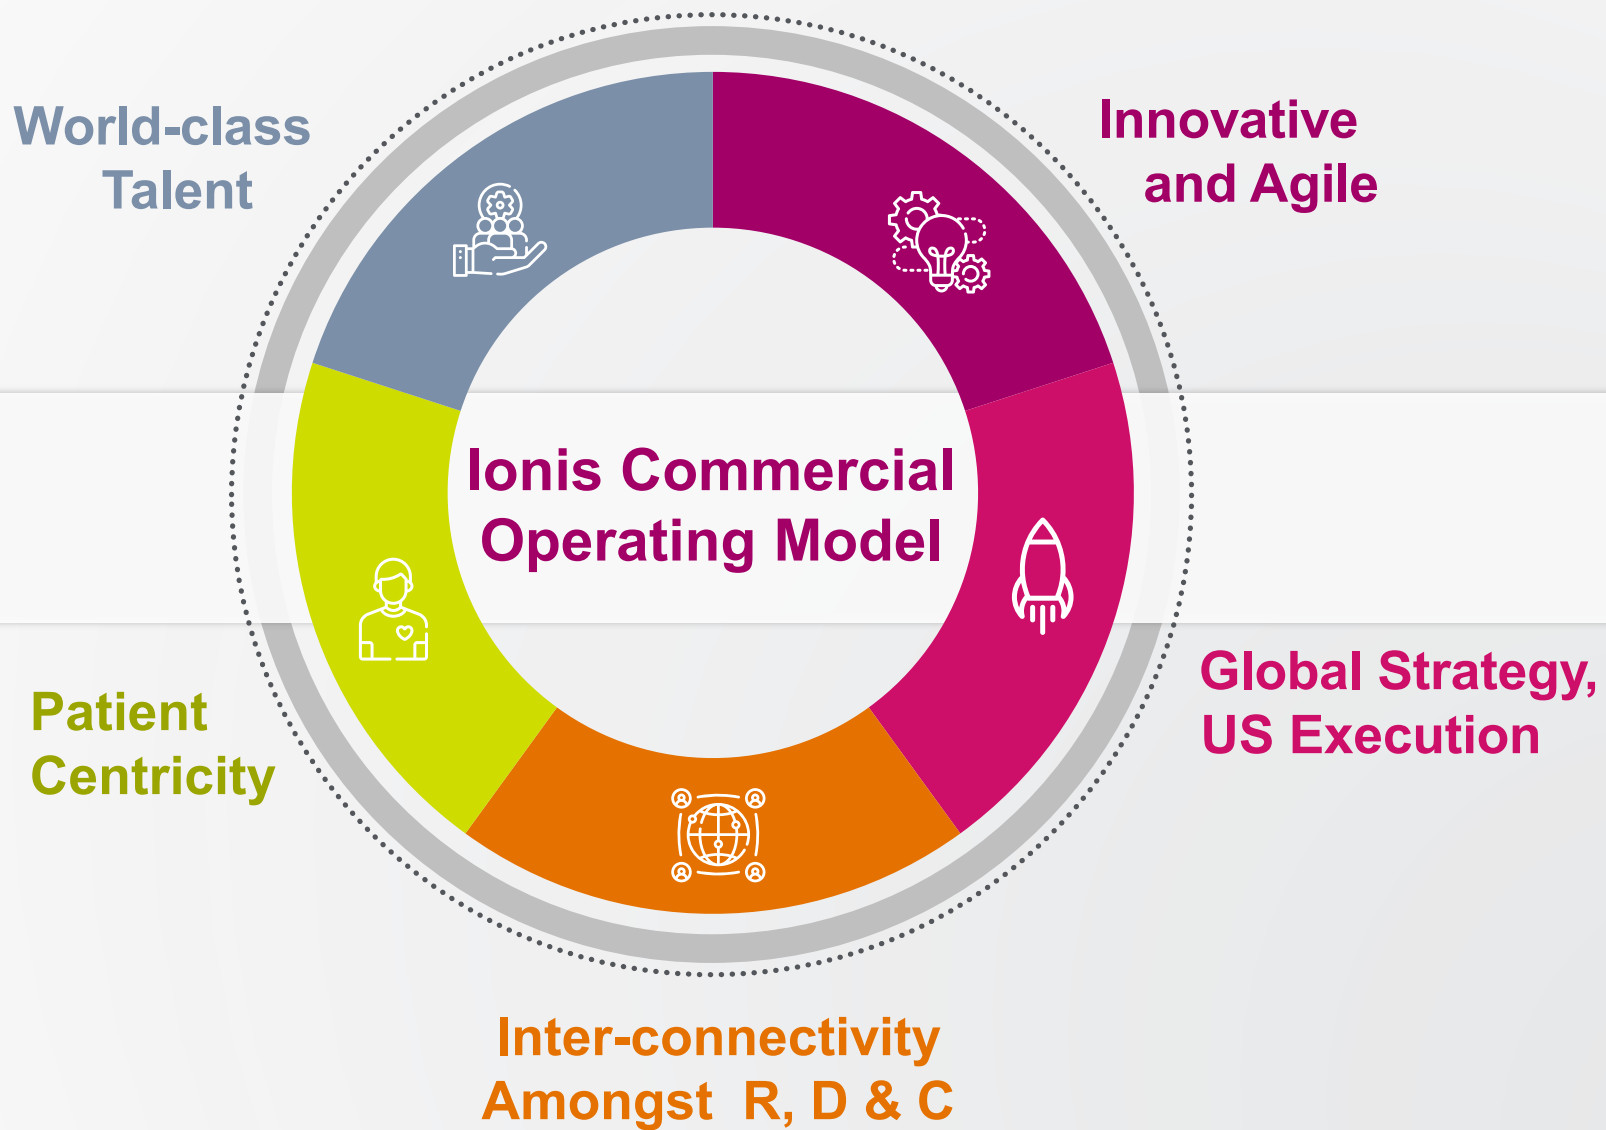 World-class
Talent
Innovative
and Agile
Ionis Commercial
Operating Model
Patient
Centricity
Global Strategy,
US Execution
Inter-connectivity
Amongst  R, D & C